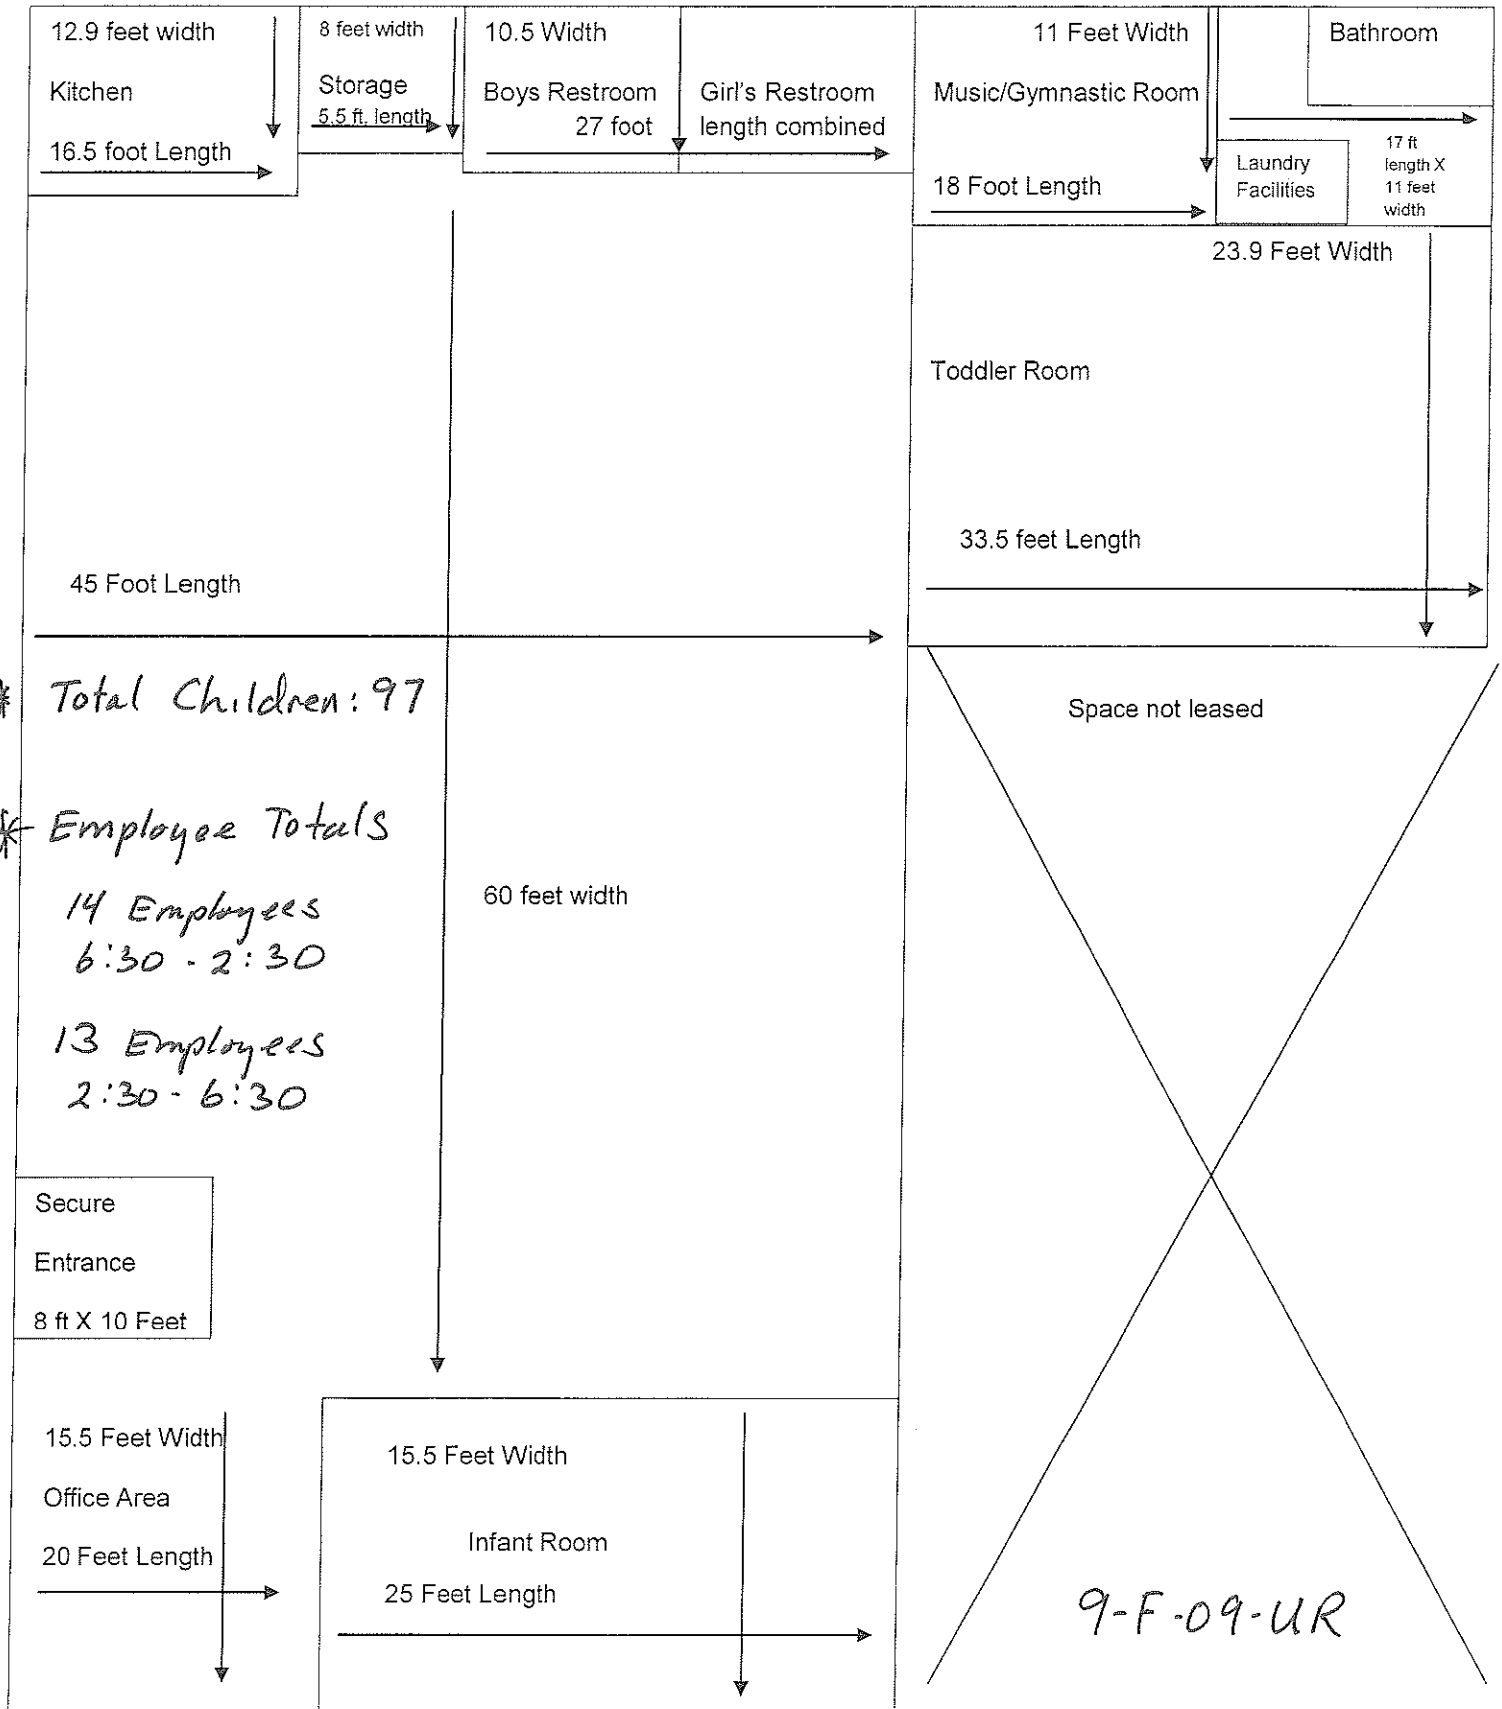 12.9 feet width
Kitchen
16.5 foot Length
8 feet width
Storage
5.5 ft. length
10.5 Width
Boys Restroom
27 foot
Girl's Restroom
length combined
11 Feet Width
Music/Gymnastic Room
18 Foot Length
Bathroom
Laundry
Facilities
17 ft
length X
11 feet
width
23.9 Feet Width
Toddler Room
33.5 feet Length
45 Foot Length
* Total Children: 97
* Employee Totals
14 Employees
6:30 - 2:30
13 Employees
2:30 - 6:30
60 feet width
Space not leased
Secure
Entrance
8 ft X 10 Feet
15.5 Feet Width
Office Area
20 Feet Length
15.5 Feet Width
Infant Room
25 Feet Length
9-F-09-UR